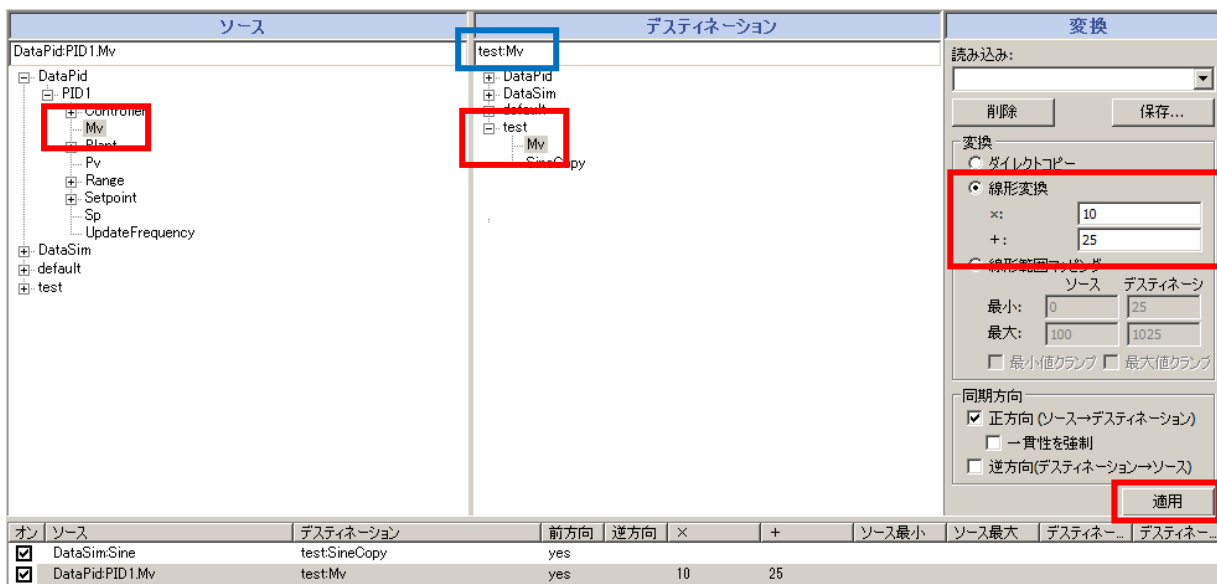 ソース
DataPid:PID1.Mv
DataPid
PID1
Controller
Mv
Plant
Pv
Range
Setpoint
Sp
UpdateFrequency
DataSim
default
test
デスティネーション
test:Mv
DataPid
DataSim
default
test
Mv
SineCopy
変換
読み込み:
削除 保存...
変換
ダイレクトコピー
線形変換
×: 10
+: 25
線形範囲マッピング
ソース デスティネーシ
最小: 0 25
最大: 100 1025
最小値クランプ 最大値クランプ
同期方向
正方向(ソース→デスティネーション)
一貫性を強制
逆方向(デスティネーション→ソース)
適用
オン ソース デスティネーション 前方向 逆方向 × + ソース最小 ソース最大 デスティネー... デスティネー...
DataSim:Sine test:SineCopy yes
DataPid:PID1.Mv test:Mv yes 10 25